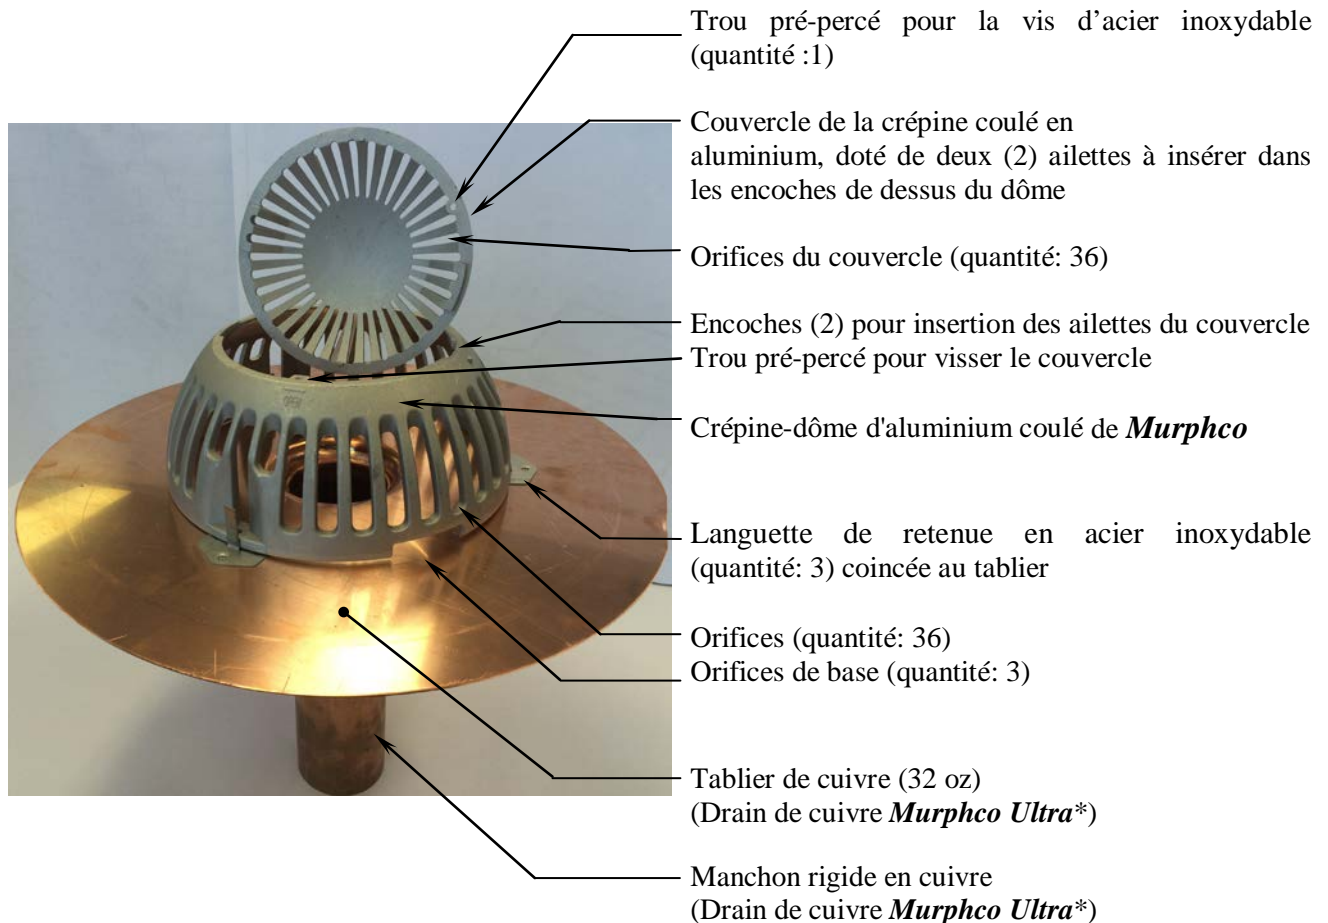 Trou pré-percé pour la vis d’acier inoxydable
(quantité :1)
Couvercle de la crépine coulé en
aluminium, doté de deux (2) ailettes à insérer dans
les encoches de dessus du dôme
Orifices du couvercle (quantité: 36)
Encoches (2) pour insertion des ailettes du couvercle
Trou pré-percé pour visser le couvercle
Crépine-dôme d'aluminium coulé de Murphco
Languette de retenue en acier inoxydable
(quantité: 3) coincée au tablier
Orifices (quantité: 36)
Orifices de base (quantité: 3)
Tablier de cuivre (32 oz)
(Drain de cuivre Murphco Ultra*)
Manchon rigide en cuivre
(Drain de cuivre Murphco Ultra*)